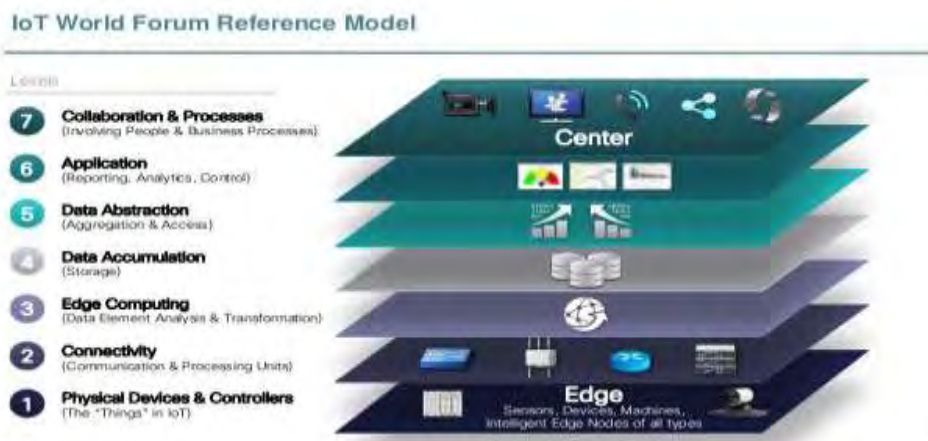 IoT World Forum Reference Model
Levels
7
Collaboration & Processes
(Involving People & Business Processes)
6
Application
(Reporting, Analytics, Control)
5
Data Abstraction
(Aggregation & Access)
4
Data Accumulation
(Storage)
3
Edge Computing
(Data Element Analysis & Transformation)
2
Connectivity
(Communication & Processing Units)
1
Physical Devices & Controllers
(The "Things" in IoT)
Center
Edge
Sensors, Devices, Machines,
Intelligent Edge Nodes of all types